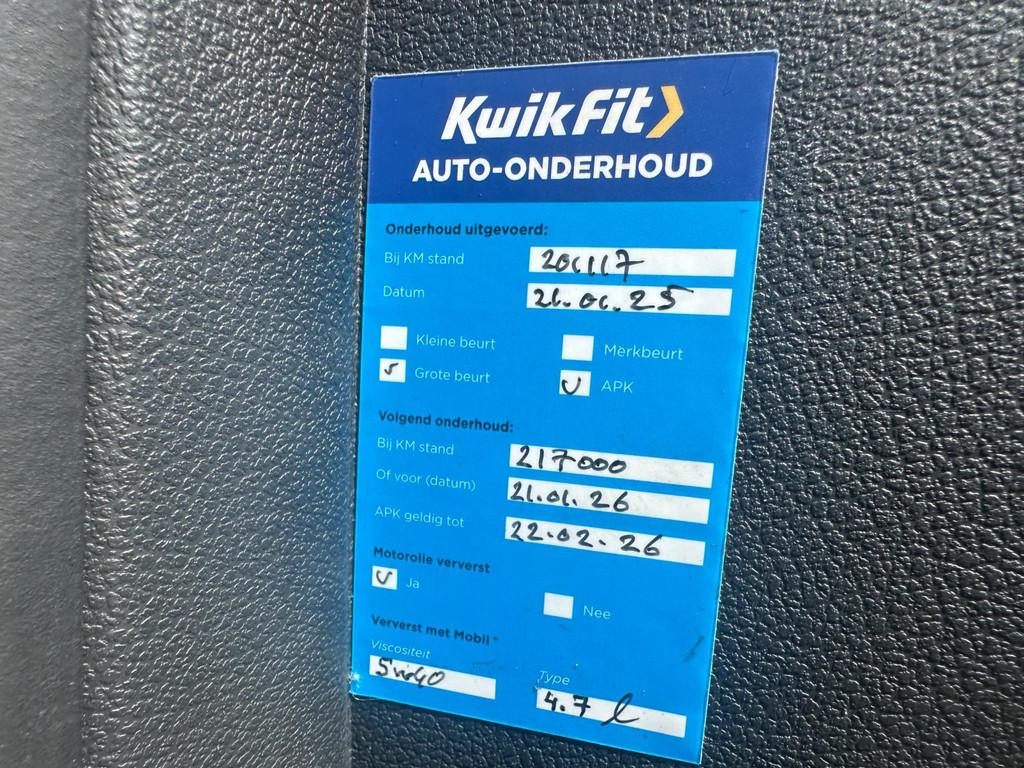 KwikFit
AUTO-ONDERHOUD
Onderhoud uitgevoerd:
Bij KM stand 201117
Datum 21.01.25
Kleine beurt Merkbeurt
Grote beurt APK
Volgend onderhoud:
Bij KM stand 217000
Of voor (datum) 21.01.26
APK geldig tot 22.02.26
Motorolie ververst
Ja Nee
Ververst met Mobil*
Viscositeit Type
5w40 4.7 l